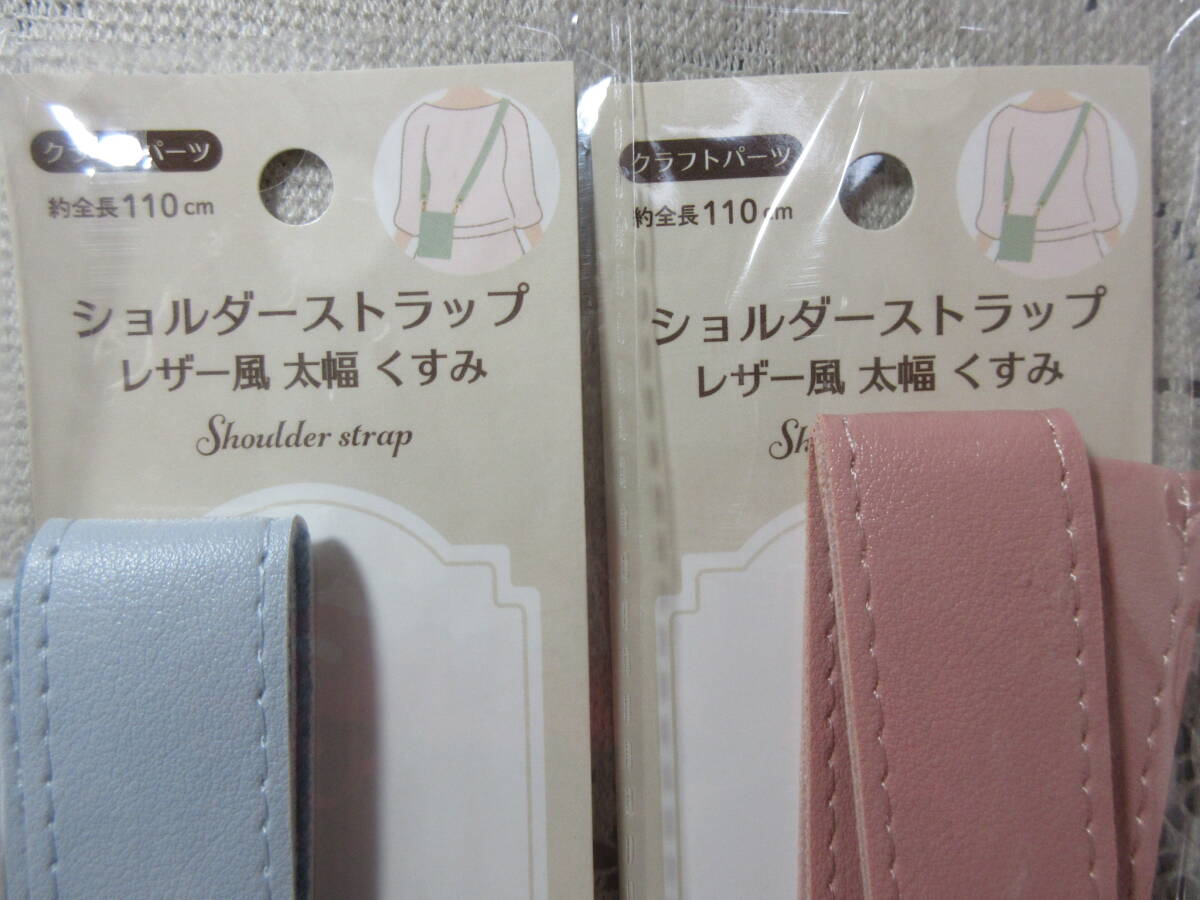 パーツ
約全長110cm
ショルダーストラップ
レザー風 太幅 くすみ
Shoulder strap
クラフトパーツ
約全長110cm
ショルダーストラップ
レザー風 太幅 くすみ